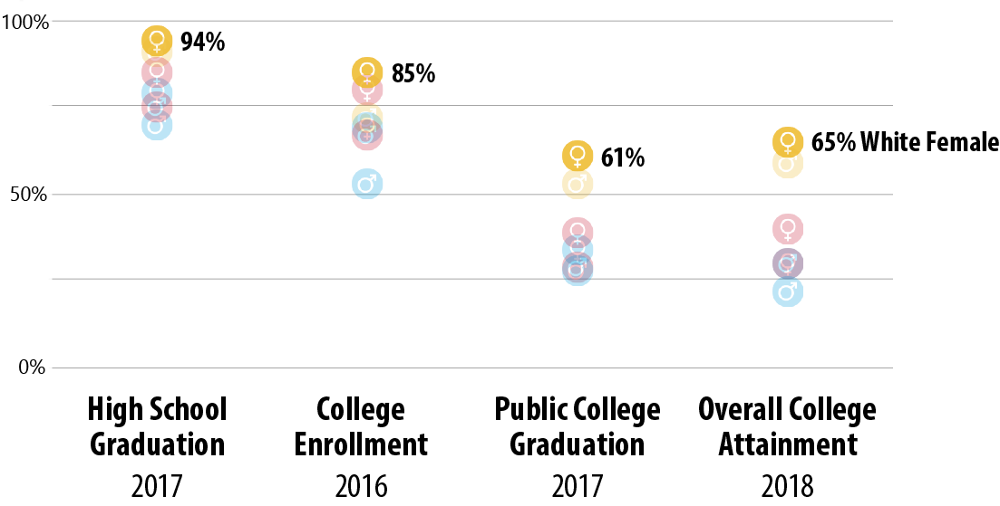 100%
94%
85%
61%
65% White Female
50%
0%
High School
Graduation
2017
College
Enrollment
2016
Public College
Graduation
2017
Overall College
Attainment
2018